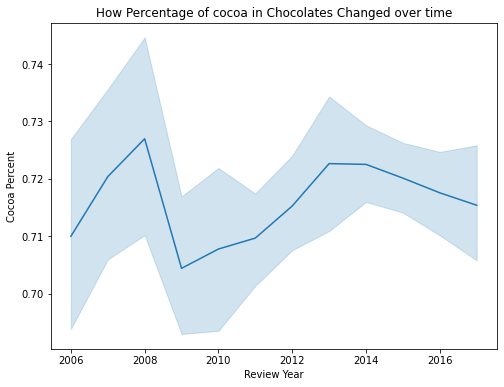 How Percentage of cocoa in Chocolates Changed over time
0.74
0.73
0.72
0.71
0.70
Cocoa Percent
2006 2008 2010 2012 2014 2016
Review Year